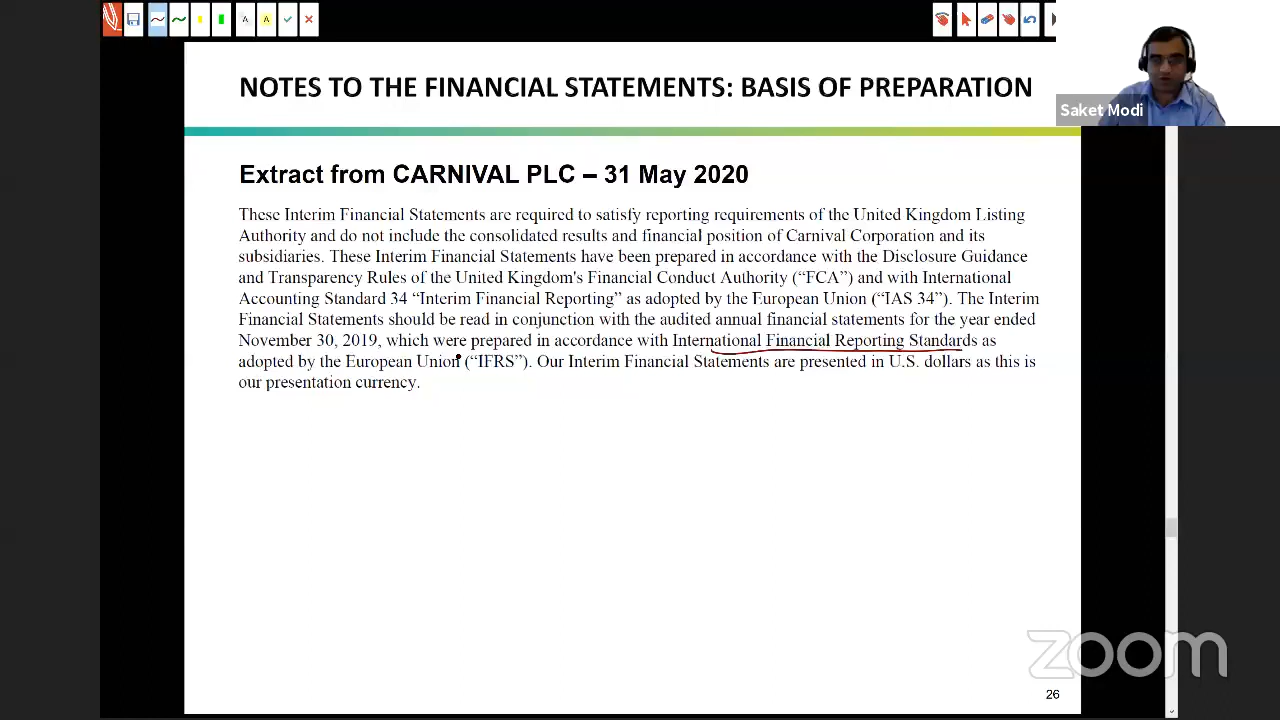 A
A
NOTES TO THE FINANCIAL STATEMENTS: BASIS OF PREPARATION
Saket Modi
Extract from CARNIVAL PLC – 31 May 2020
These Interim Financial Statements are required to satisfy reporting requirements of the United Kingdom Listing
Authority and do not include the consolidated results and financial position of Carnival Corporation and its
subsidiaries. These Interim Financial Statements have been prepared in accordance with the Disclosure Guidance
and Transparency Rules of the United Kingdom's Financial Conduct Authority (“FCA”) and with International
Accounting Standard 34 “Interim Financial Reporting” as adopted by the European Union (“IAS 34”). The Interim
Financial Statements should be read in conjunction with the audited annual financial statements for the year ended
November 30, 2019, which were prepared in accordance with International Financial Reporting Standards as
adopted by the European Union (“IFRS”). Our Interim Financial Statements are presented in U.S. dollars as this is
our presentation currency.
zoom
26